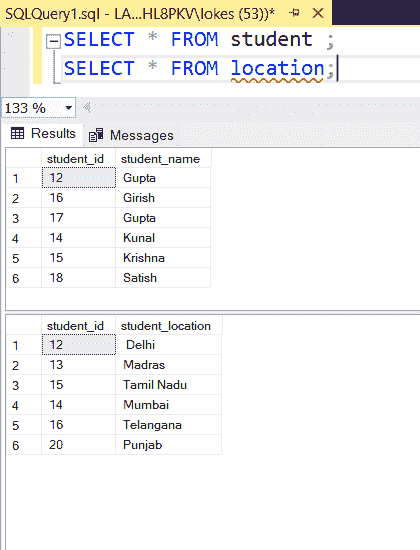 SQLQuery1.sql - LA...HL8PKV\lokes (53))*
SELECT * FROM student ;
SELECT * FROM location;
133 %
Results Messages
student_id student_name
1 12 Gupta
2 16 Girish
3 17 Gupta
4 14 Kunal
5 15 Krishna
6 18 Satish
student_id student_location
1 12 Delhi
2 13 Madras
3 15 Tamil Nadu
4 14 Mumbai
5 16 Telangana
6 20 Punjab